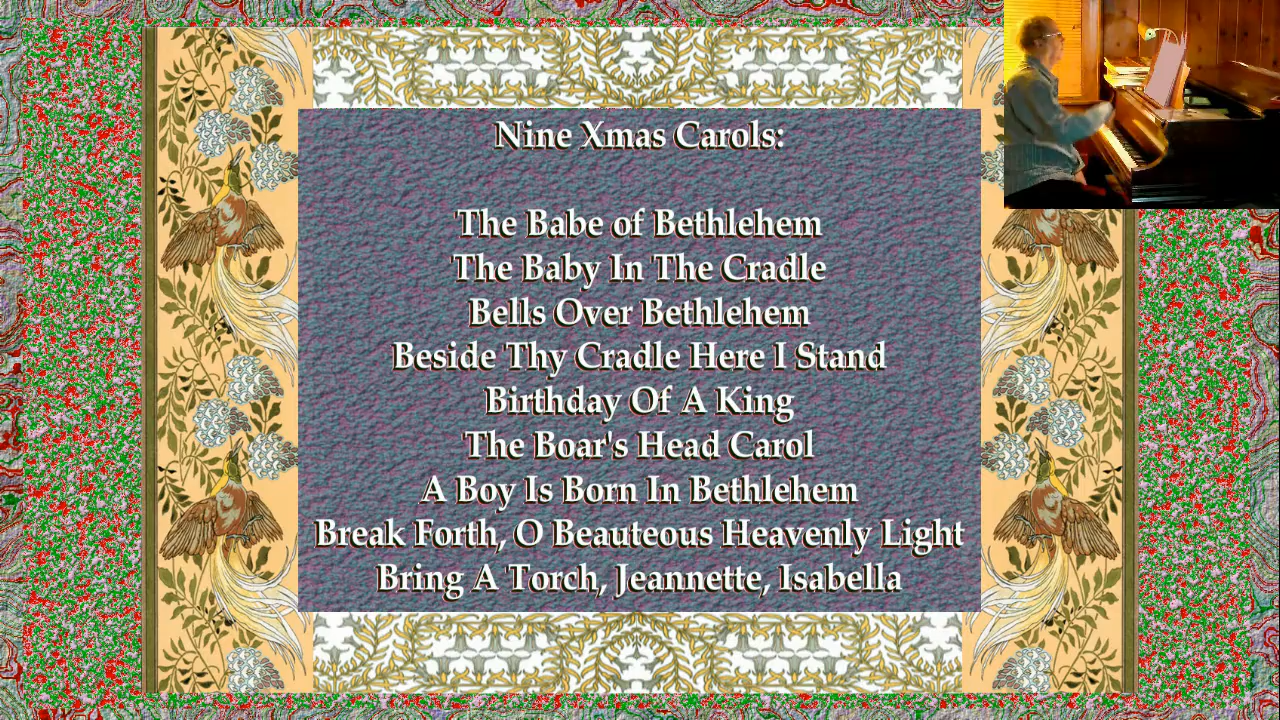 Nine Xmas Carols:
The Babe of Bethlehem
The Baby In The Cradle
Bells Over Bethlehem
Beside Thy Cradle Here I Stand
Birthday Of A King
The Boar's Head Carol
A Boy Is Born In Bethlehem
Break Forth, O Beauteous Heavenly Light
Bring A Torch, Jeannette, Isabella